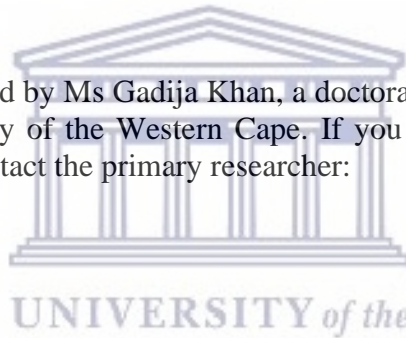 d by Ms Gadija Khan, a doctora
y of the Western Cape. If you
tact the primary researcher:
UNIVERSITY of the